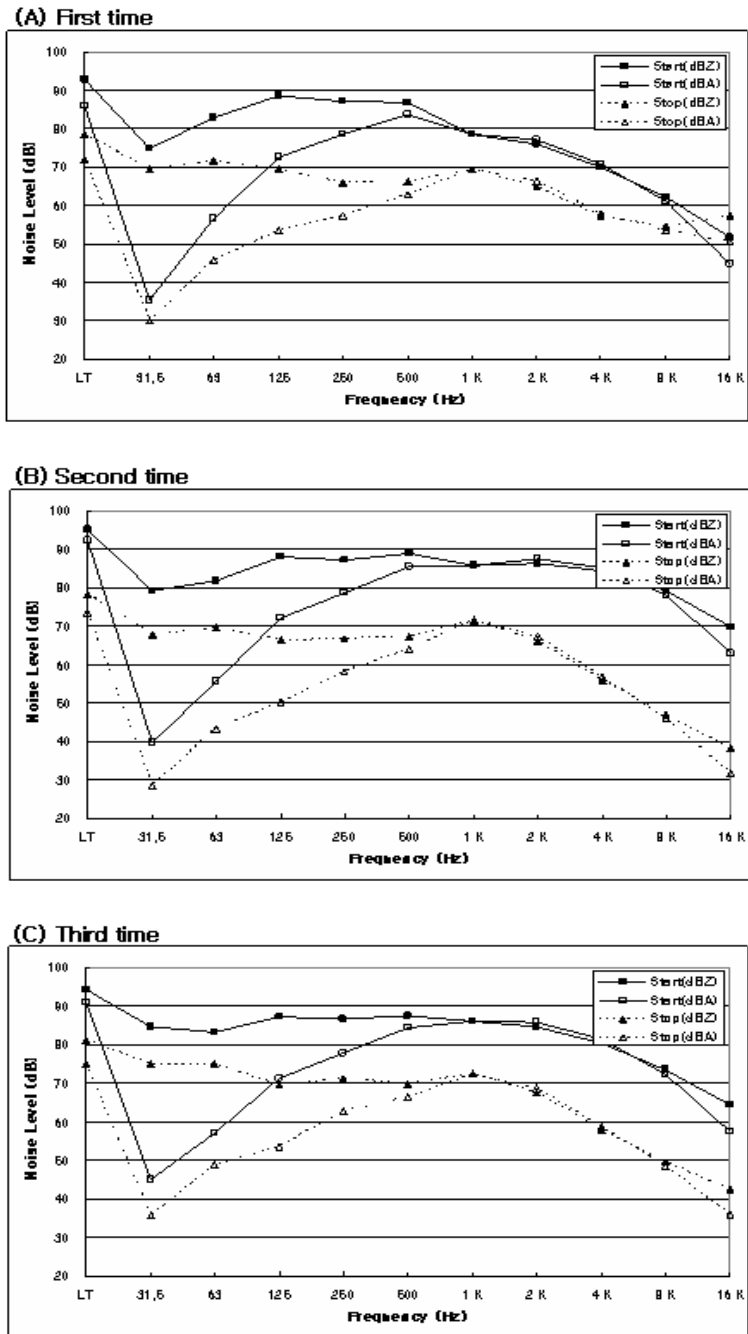 (A) First time
Noise Level (dB)
100
90
80
70
60
50
40
30
20
Start(dBZ)
Start(dBA)
Stop(dBZ)
Stop(dBA)
LT 31,5 63 125 250 500 1 K 2 K 4 K 8 K 16 K
Frequency (Hz)
(B) Second time
Noise Level (dB)
100
90
80
70
60
50
40
30
20
Start(dBZ)
Start(dBA)
Stop(dBZ)
Stop(dBA)
LT 31,5 63 125 250 500 1 K 2 K 4 K 8 K 16 K
Frequency (Hz)
(C) Third time
Noise Level (dB)
100
90
80
70
60
50
40
30
20
Start(dBZ)
Start(dBA)
Stop(dBZ)
Stop(dBA)
LT 31,5 63 125 250 500 1 K 2 K 4 K 8 K 16 K
Frequency (Hz)